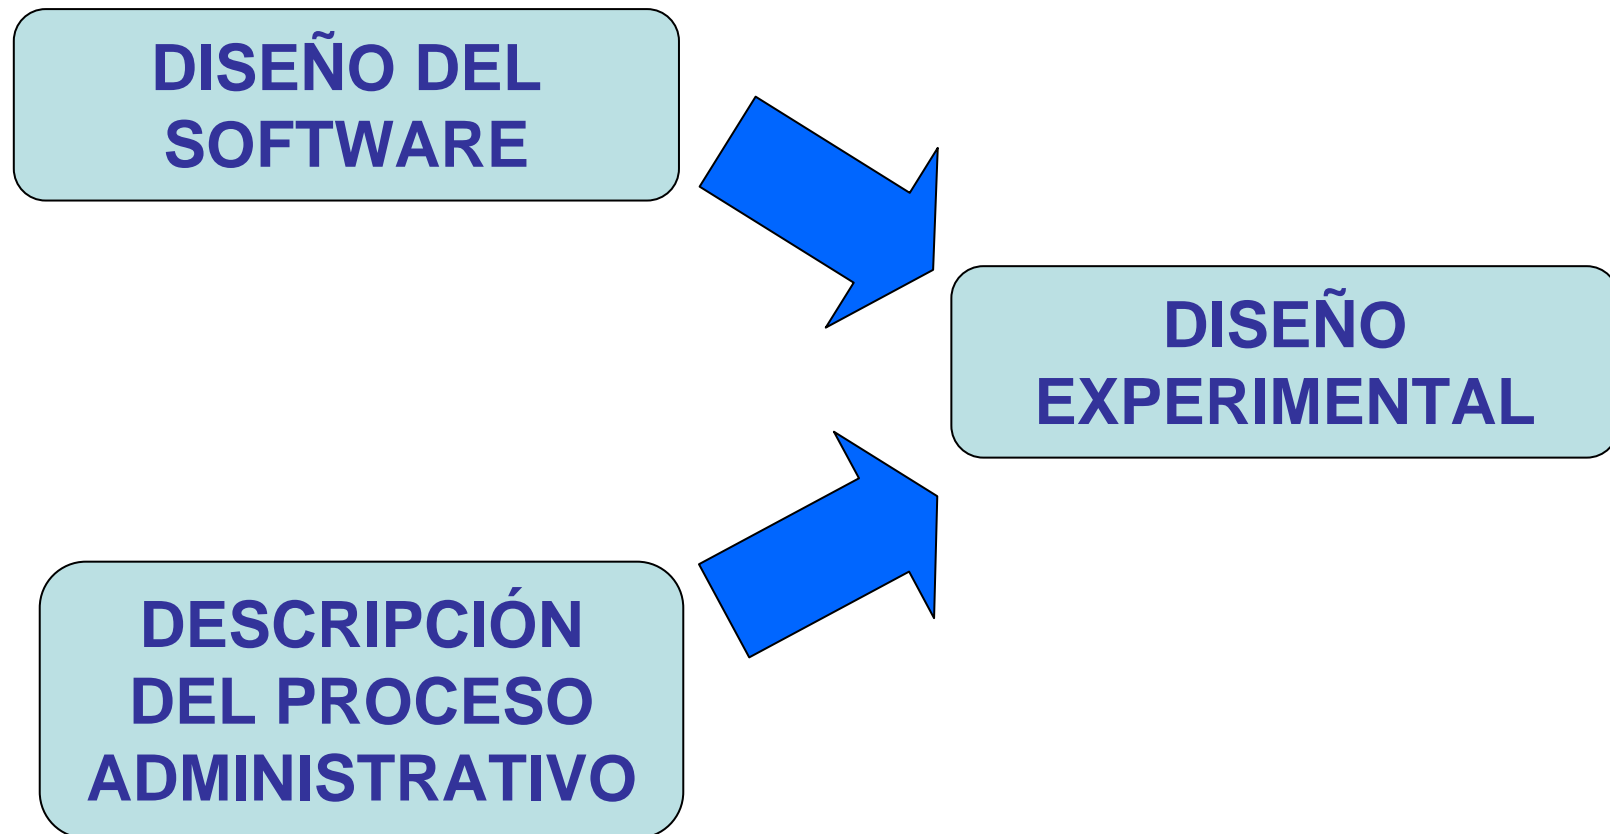 DISEÑO DEL
SOFTWARE
DISEÑO
EXPERIMENTAL
DESCRIPCIÓN
DEL PROCESO
ADMINISTRATIVO